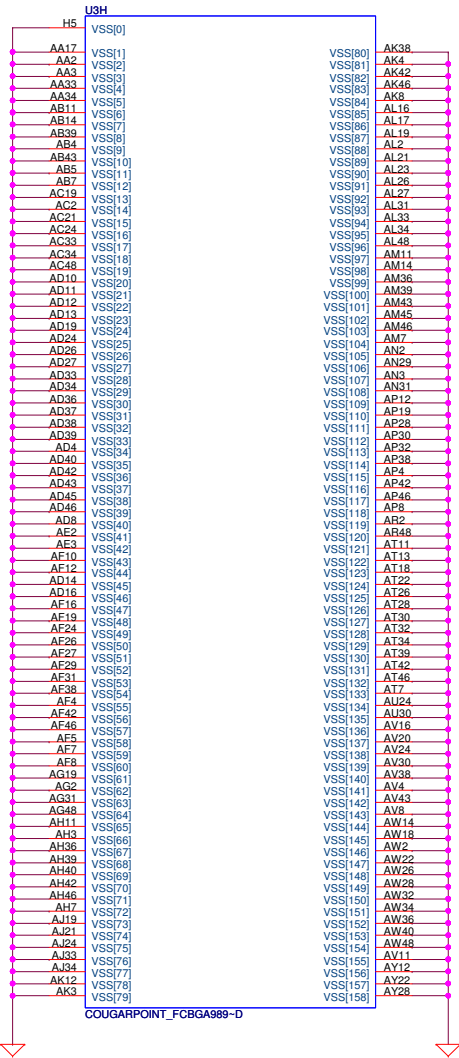 U3H
H5 VSS[0]
AA17 VSS[1] VSS[80] AK38
AA2 VSS[2] VSS[81] AK4
AA3 VSS[3] VSS[82] AK42
AA33 VSS[4] VSS[83] AK46
AA34 VSS[5] VSS[84] AK8
AB11 VSS[6] VSS[85] AL16
AB14 VSS[7] VSS[86] AL17
AB39 VSS[8] VSS[87] AL19
AB4 VSS[9] VSS[88] AL2
AB43 VSS[10] VSS[89] AL21
AB5 VSS[11] VSS[90] AL23
AB7 VSS[12] VSS[91] AL26
AC19 VSS[13] VSS[92] AL27
AC2 VSS[14] VSS[93] AL31
AC21 VSS[15] VSS[94] AL33
AC24 VSS[16] VSS[95] AL34
AC33 VSS[17] VSS[96] AL48
AC34 VSS[18] VSS[97] AM11
AC48 VSS[19] VSS[98] AM14
AD10 VSS[20] VSS[99] AM36
AD11 VSS[21] VSS[100] AM39
AD12 VSS[22] VSS[101] AM43
AD13 VSS[23] VSS[102] AM45
AD19 VSS[24] VSS[103] AM46
AD24 VSS[25] VSS[104] AM7
AD26 VSS[26] VSS[105] AN2
AD27 VSS[27] VSS[106] AN29
AD33 VSS[28] VSS[107] AN3
AD34 VSS[29] VSS[108] AN31
AD36 VSS[30] VSS[109] AP12
AD37 VSS[31] VSS[110] AP19
AD38 VSS[32] VSS[111] AP28
AD39 VSS[33] VSS[112] AP30
AD4 VSS[34] VSS[113] AP32
AD40 VSS[35] VSS[114] AP38
AD42 VSS[36] VSS[115] AP4
AD43 VSS[37] VSS[116] AP42
AD45 VSS[38] VSS[117] AP46
AD46 VSS[39] VSS[118] AP8
AD8 VSS[40] VSS[119] AR2
AE2 VSS[41] VSS[120] AR48
AE3 VSS[42] VSS[121] AT11
AF10 VSS[43] VSS[122] AT13
AF12 VSS[44] VSS[123] AT18
AD14 VSS[45] VSS[124] AT22
AD16 VSS[46] VSS[125] AT26
AF16 VSS[47] VSS[126] AT28
AF19 VSS[48] VSS[127] AT30
AF24 VSS[49] VSS[128] AT32
AF26 VSS[50] VSS[129] AT34
AF27 VSS[51] VSS[130] AT39
AF29 VSS[52] VSS[131] AT42
AF31 VSS[53] VSS[132] AT46
AF38 VSS[54] VSS[133] AT7
AF4 VSS[55] VSS[134] AU24
AF42 VSS[56] VSS[135] AU30
AF46 VSS[57] VSS[136] AV16
AF5 VSS[58] VSS[137] AV20
AF7 VSS[59] VSS[138] AV24
AF8 VSS[60] VSS[139] AV30
AG19 VSS[61] VSS[140] AV38
AG2 VSS[62] VSS[141] AV4
AG31 VSS[63] VSS[142] AV43
AG48 VSS[64] VSS[143] AV8
AH11 VSS[65] VSS[144] AW14
AH3 VSS[66] VSS[145] AW18
AH36 VSS[67] VSS[146] AW2
AH39 VSS[68] VSS[147] AW22
AH40 VSS[69] VSS[148] AW26
AH42 VSS[70] VSS[149] AW28
AH46 VSS[71] VSS[150] AW32
AH7 VSS[72] VSS[151] AW34
AJ19 VSS[73] VSS[152] AW36
AJ21 VSS[74] VSS[153] AW40
AJ24 VSS[75] VSS[154] AW48
AJ33 VSS[76] VSS[155] AV11
AJ34 VSS[77] VSS[156] AY12
AK12 VSS[78] VSS[157] AY22
AK3 VSS[79] VSS[158] AY28
COUGARPOINT_FCBGA989~D